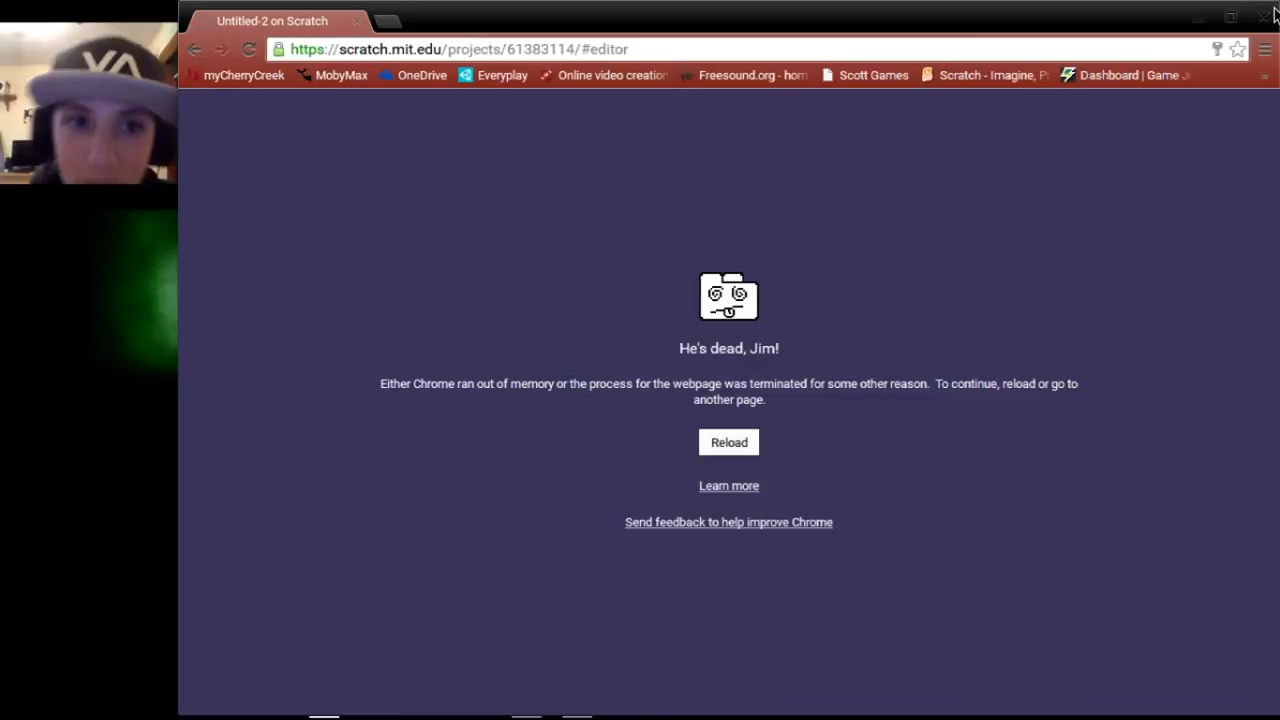 Untitled-2 on Scratch
https://scratch.mit.edu/projects/61383114/#editor
myCherryCreek MobyMax OneDrive Everyplay Online video creation Freesound.org - hom Scott Games Scratch - Imagine, P Dashboard | Game J
He's dead, Jim!
Either Chrome ran out of memory or the process for the webpage was terminated for some other reason. To continue, reload or go to
another page.
Reload
Learn more
Send feedback to help improve Chrome